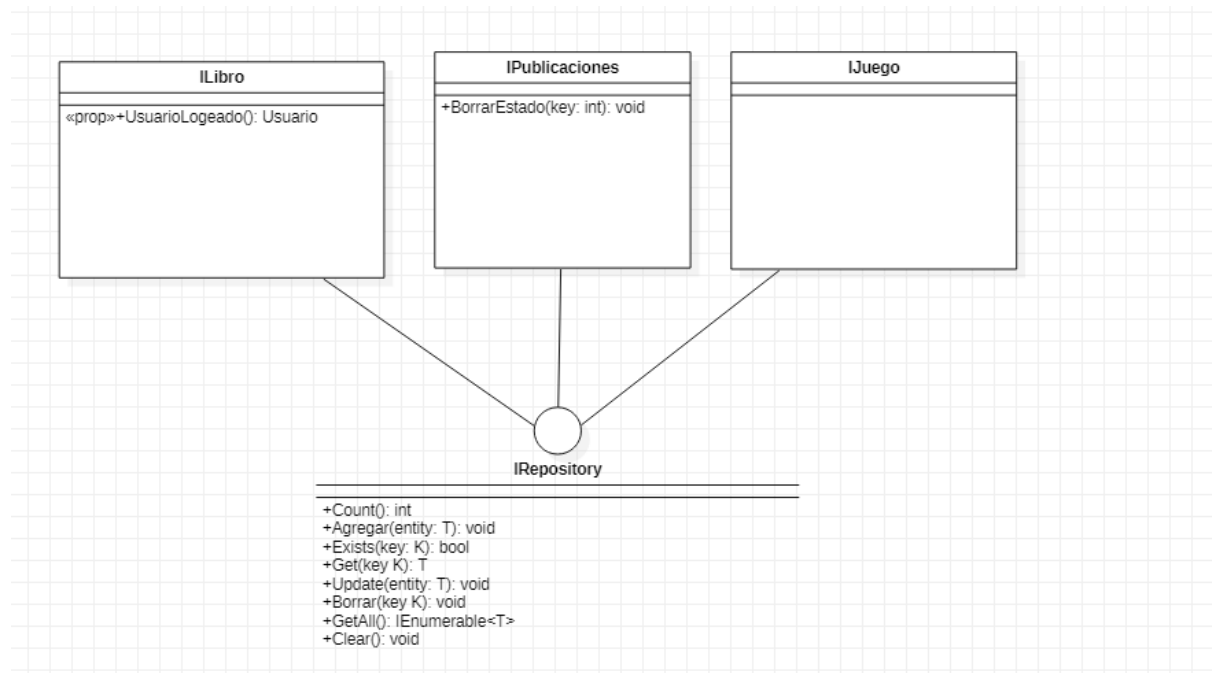 ILibro
«prop»+UsuarioLogeado(): Usuario
IPublicaciones
+BorrarEstado(key: int): void
IJuego
IRepository
+Count(): int
+Agregar(entity: T): void
+Exists(key: K): bool
+Get(key K): T
+Update(entity: T): void
+Borrar(key K): void
+GetAll(): IEnumerable<T>
+Clear(): void